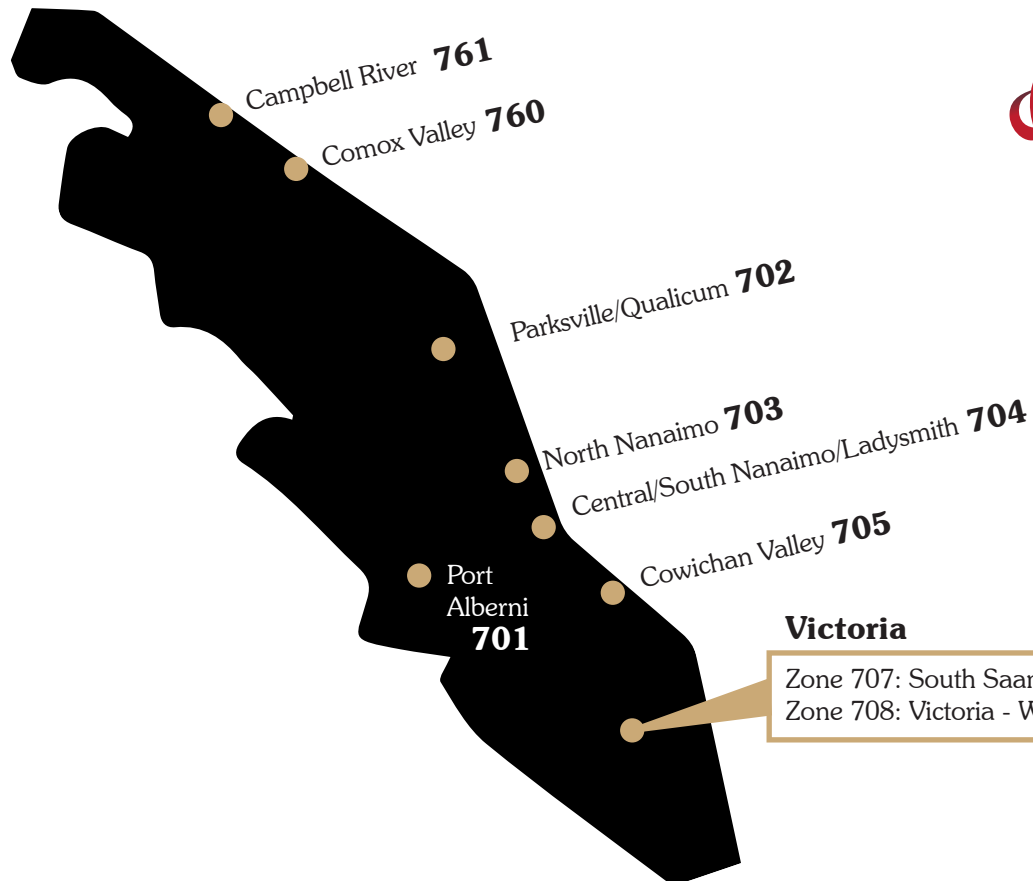 Campbell River 761
Comox Valley 760
Parksville/Qualicum 702
North Nanaimo 703
Central/South Nanaimo/Ladysmith 704
Cowichan Valley 705
Port
Alberni
701
Victoria
Zone 707: South
Zone 708: Victoria -